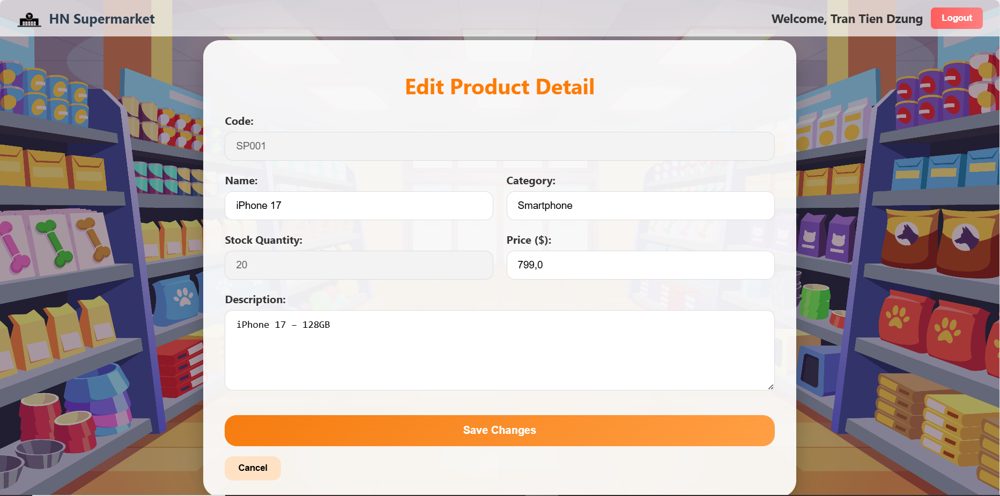 HN Supermarket
Welcome, Tran Tien Dzung
Logout
Edit Product Detail
Code:
SP001
Name:
Category:
iPhone 17
Smartphone
Stock Quantity:
Price ($):
20
799,0
Description:
iPhone 17 – 128GB
Save Changes
Cancel